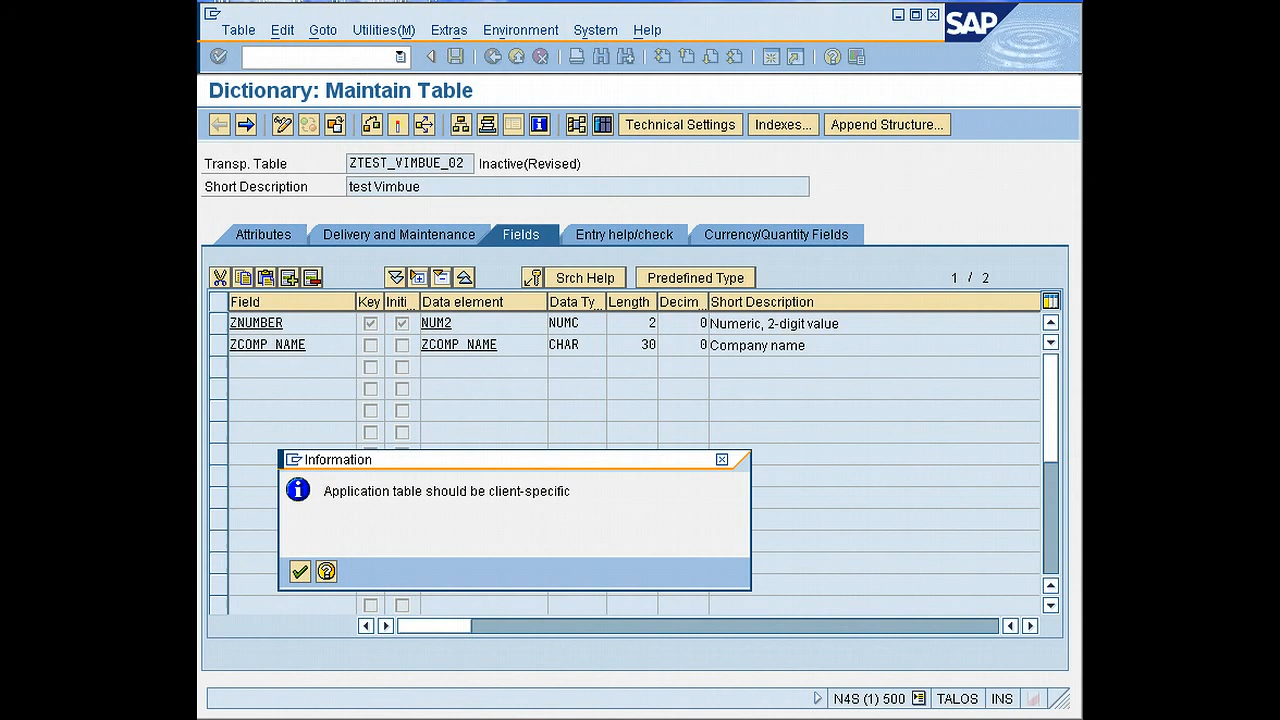 Table Edit Goto Utilities(M) Extras Environment System Help
SAP
Dictionary: Maintain Table
Technical Settings Indexes... Append Structure...
Transp. Table ZTEST_VIMBUE_02 Inactive(Revised)
Short Description test Vimbue
Attributes Delivery and Maintenance Fields Entry help/check Currency/Quantity Fields
Srch Help Predefined Type 1 / 2
Field Key Initi... Data element Data Ty... Length Decim... Short Description
ZNUMBER NUM2 NUMC 2 0 Numeric, 2-digit value
ZCOMP_NAME ZCOMP_NAME CHAR 30 0 Company name
Information
Application table should be client-specific
N4S (1) 500 TALOS INS